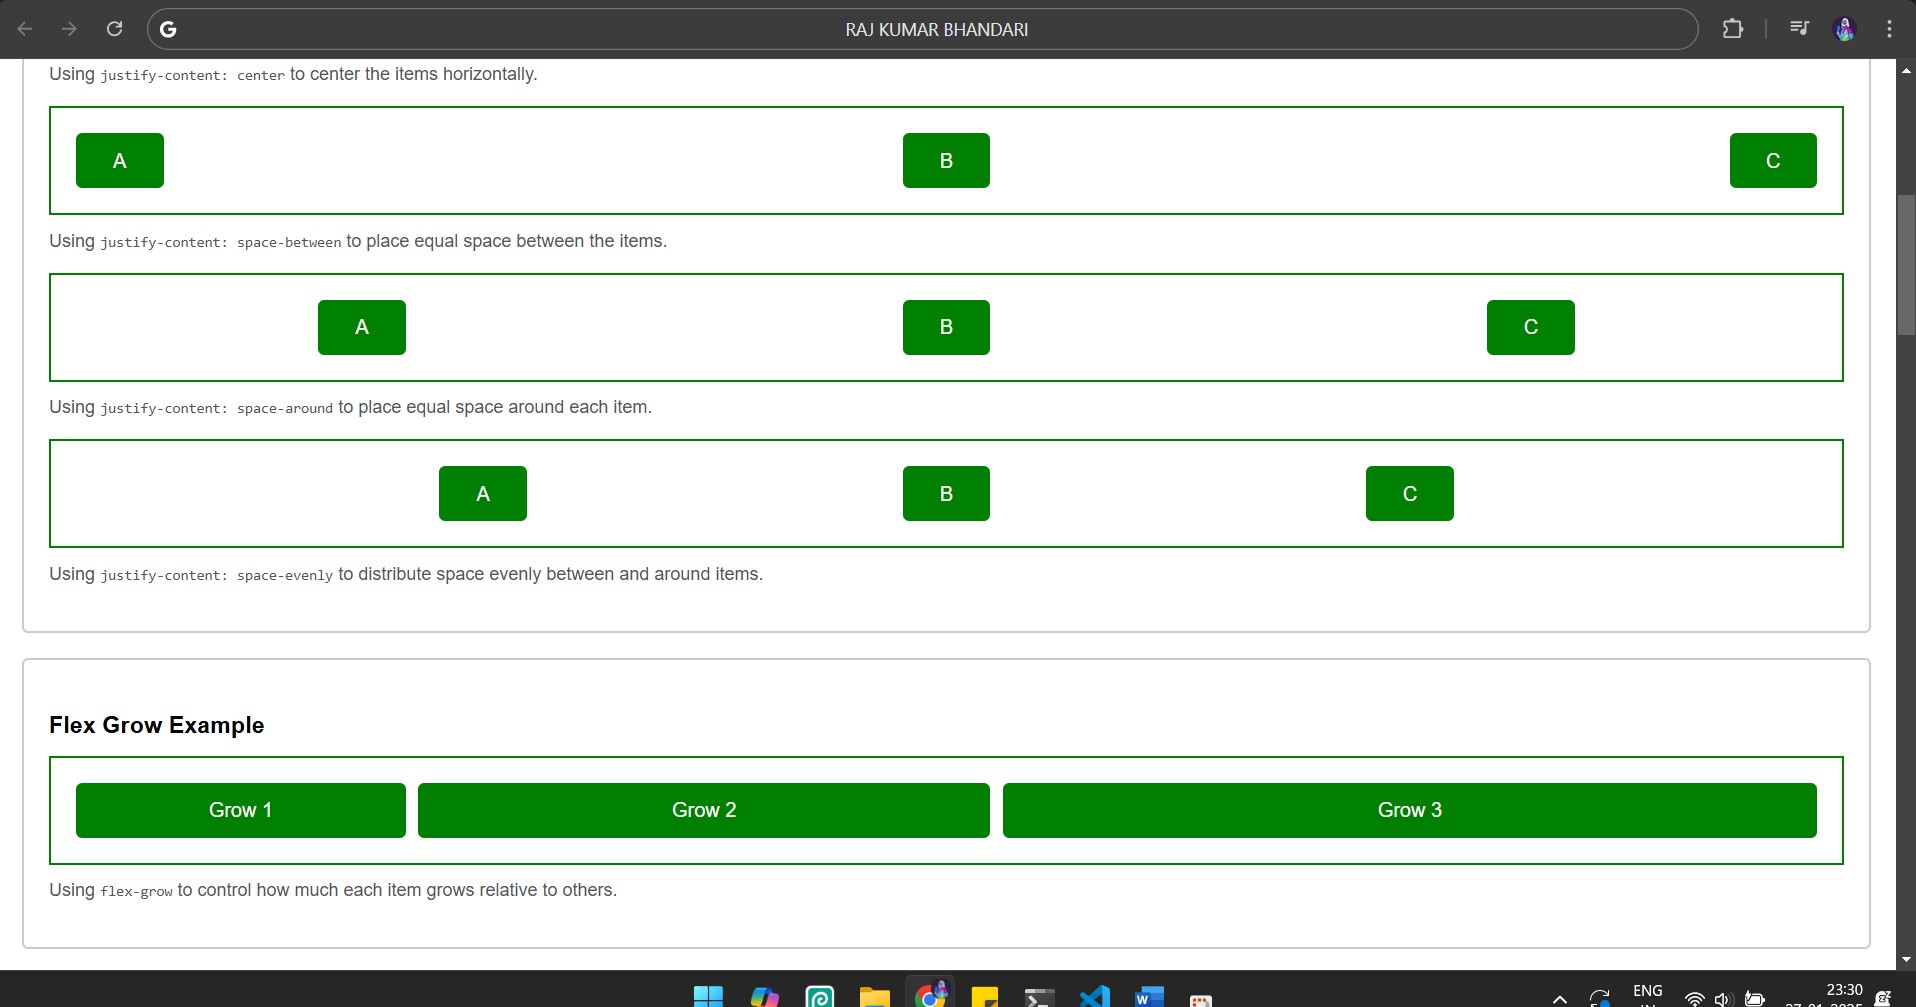 RAJ KUMAR BHANDARI
Using justify-content: center to center the items horizontally.
A B C
Using justify-content: space-between to place equal space between the items.
A B C
Using justify-content: space-around to place equal space around each item.
A B C
Using justify-content: space-evenly to distribute space evenly between and around items.
Flex Grow Example
Grow 1 Grow 2 Grow 3
Using flex-grow to control how much each item grows relative to others.
ENG 23:30